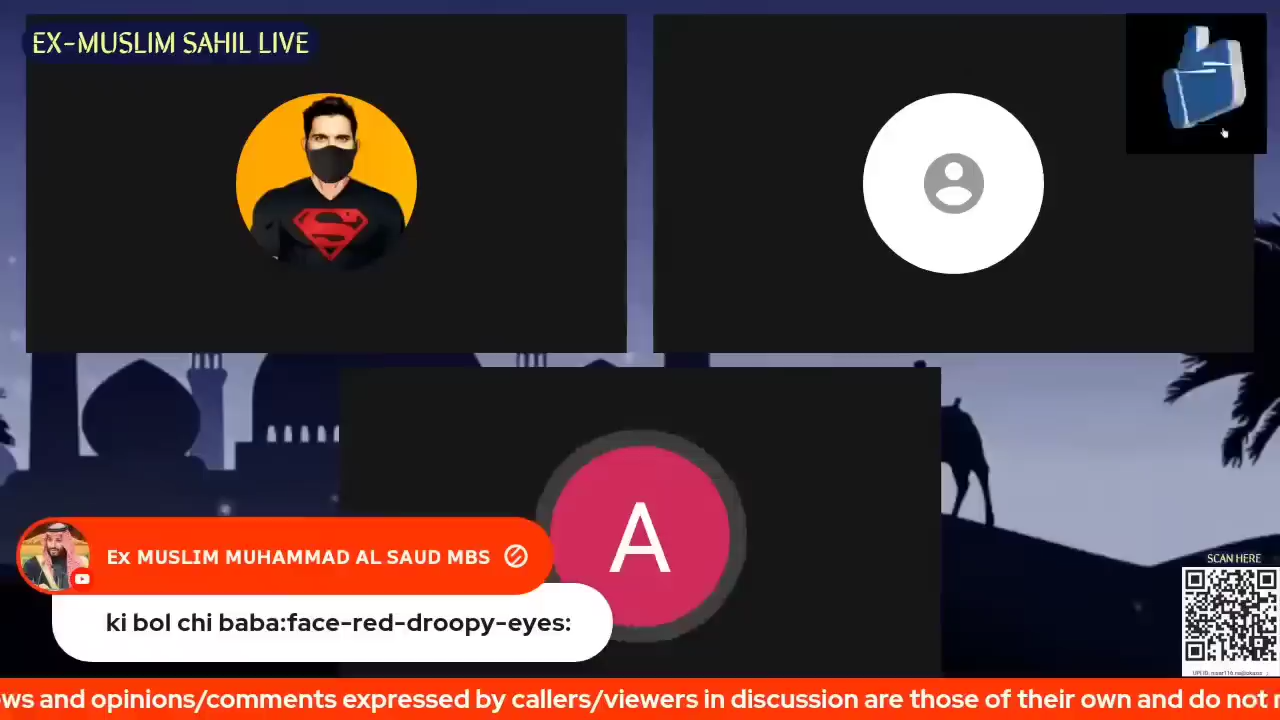 EX-MUSLIM SAHIL LIVE
A
Ex MUSLIM MUHAMMAD AL SAUD MBS
ki bol chi baba:face-red-droopy-eyes:
SCAN HERE
ws and opinions/comments expressed by callers/viewers in discussion are those of their own and do not r